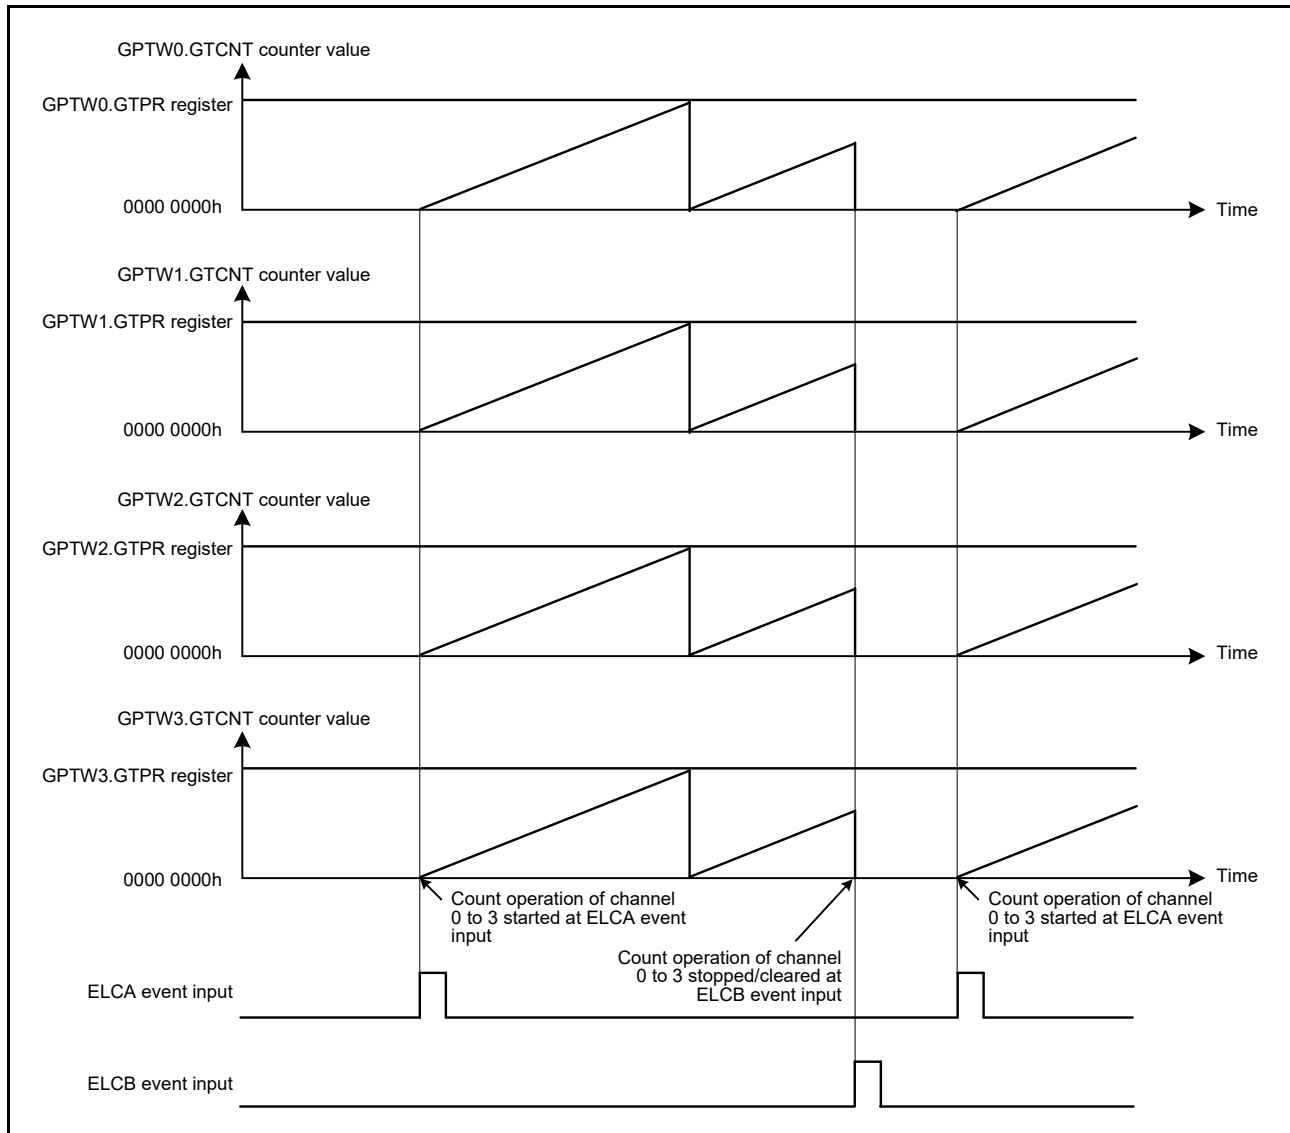 GPTW0.GTCNT counter value
GPTW0.GTPR register
0000 0000h
Time
GPTW1.GTCNT counter value
GPTW1.GTPR register
0000 0000h
Time
GPTW2.GTCNT counter value
GPTW2.GTPR register
0000 0000h
Time
GPTW3.GTCNT counter value
GPTW3.GTPR register
0000 0000h
Time
Count operation of channel
0 to 3 started at ELCA event
input
Count operation of channel
0 to 3 stopped/cleared at
ELCB event input
Count operation of channel
0 to 3 started at ELCA event
input
ELCA event input
ELCB event input